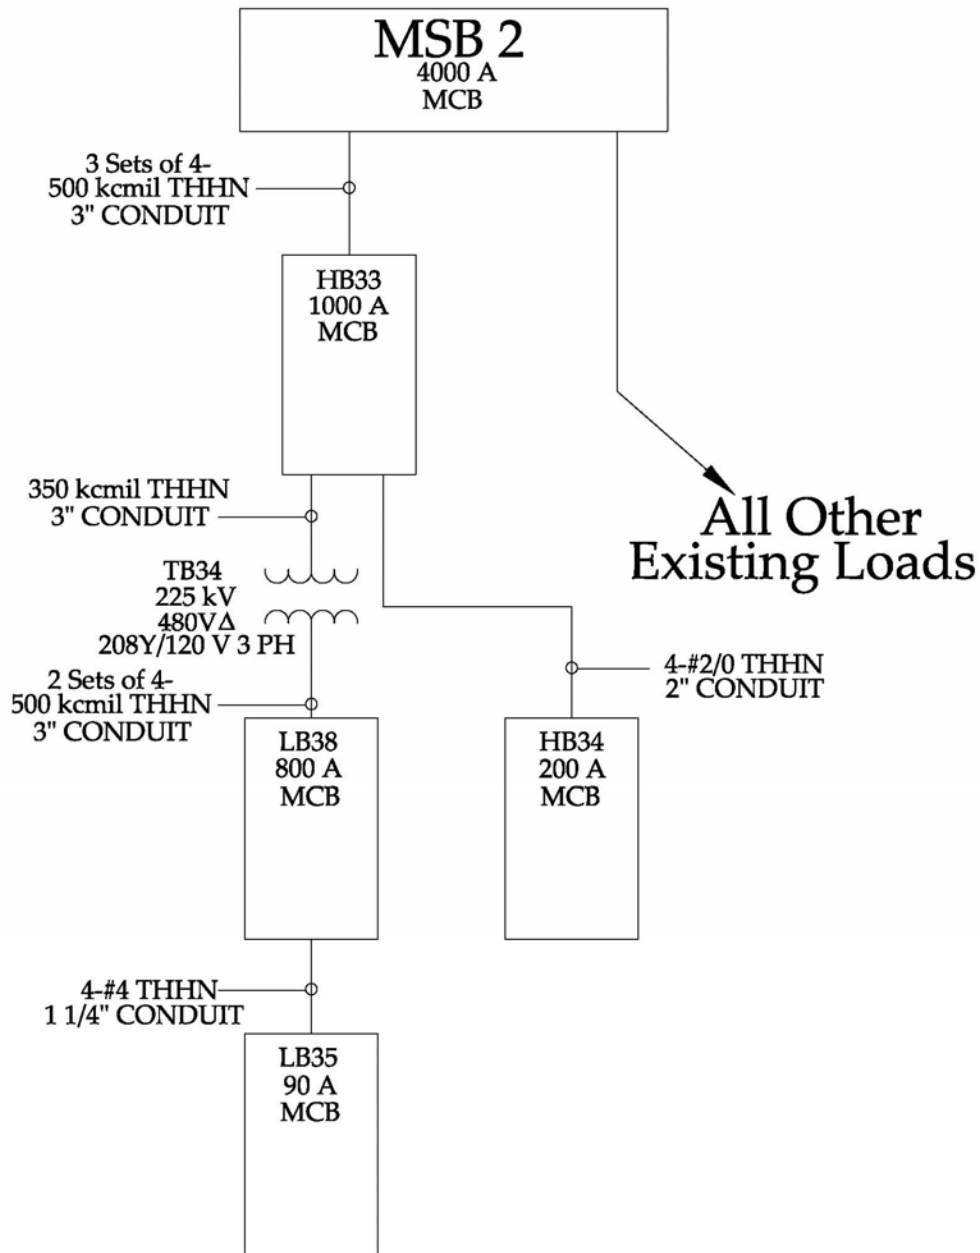 MSB 2
4000 A
MCB
3 Sets of 4-
500 kcmil THHN
3" CONDUIT
HB33
1000 A
MCB
350 kcmil THHN
3" CONDUIT
All Other
Existing Loads
TB34
225 kV
480VΔ
208Y/120 V 3 PH
4-#2/0 THHN
2" CONDUIT
2 Sets of 4-
500 kcmil THHN
3" CONDUIT
LB38
800 A
MCB
HB34
200 A
MCB
4-#4 THHN
1 1/4" CONDUIT
LB35
90 A
MCB